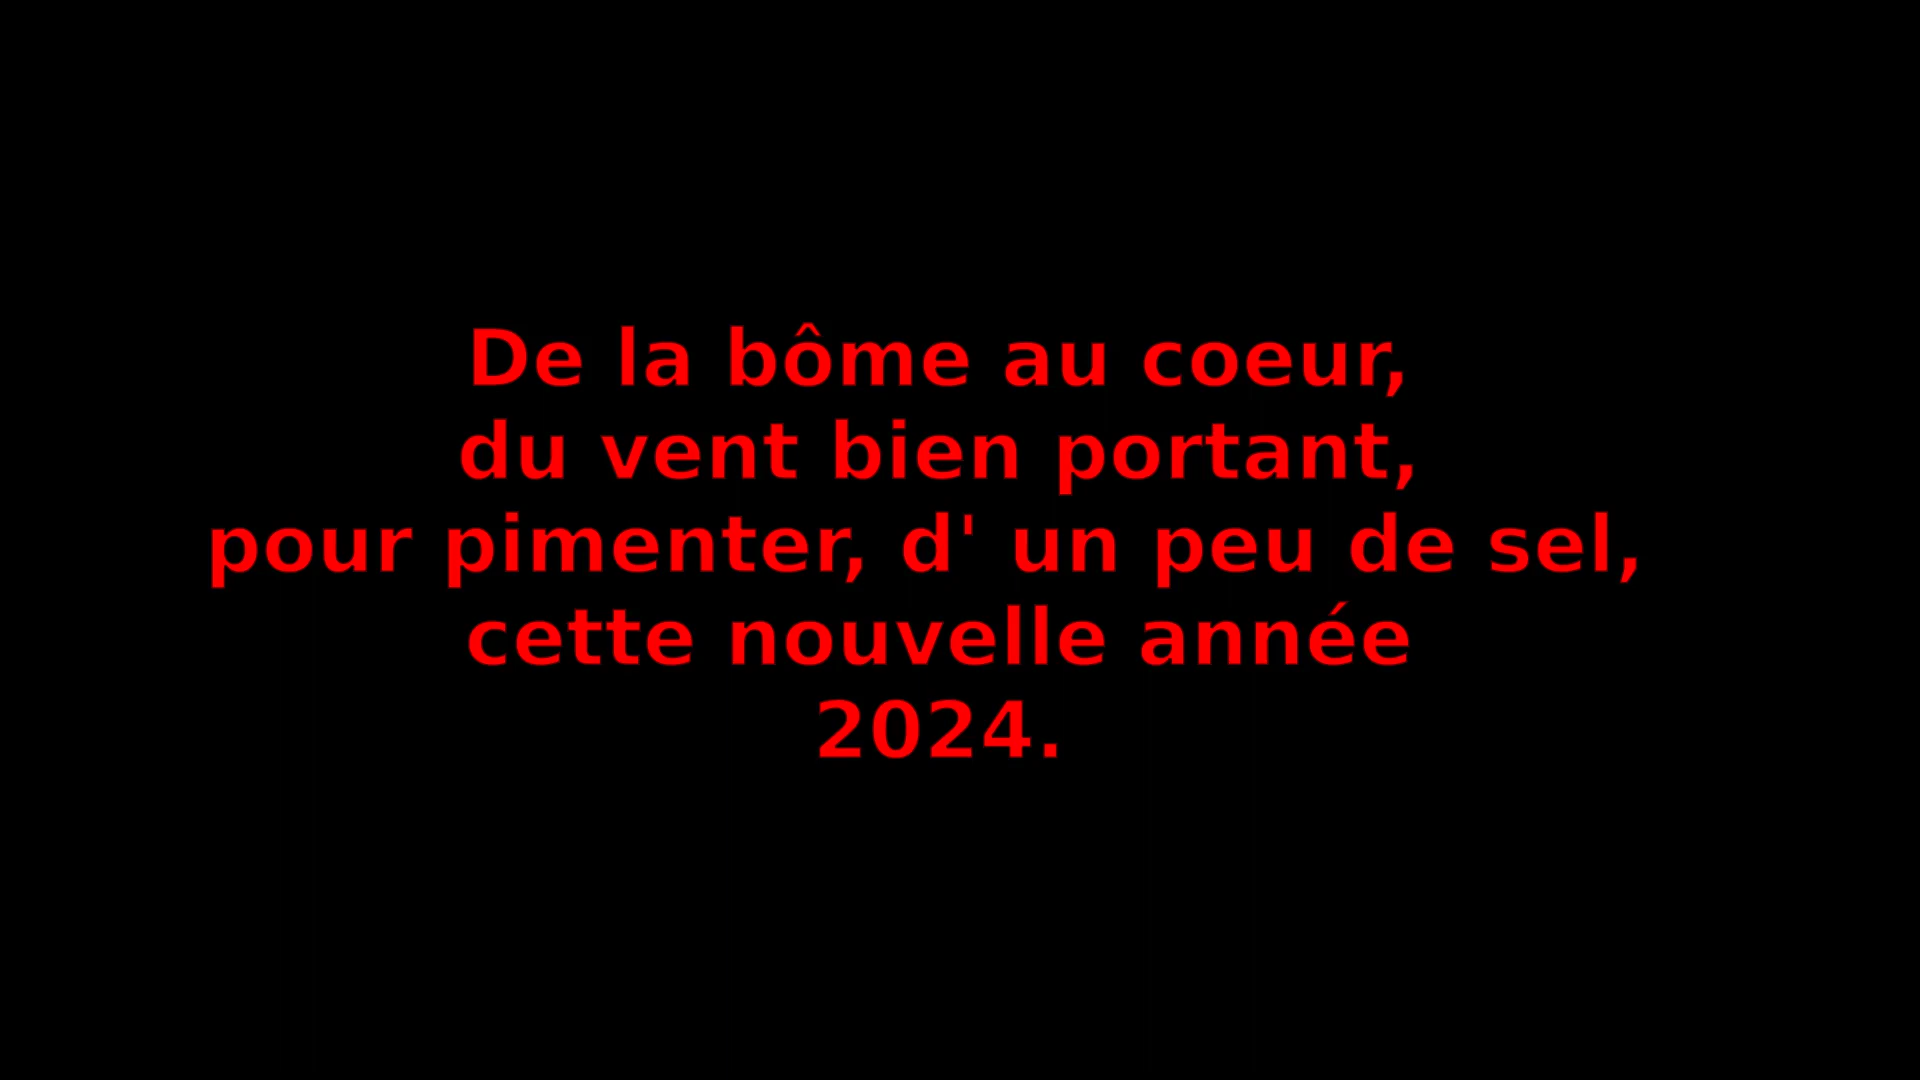 De la bôme au coeur,
du vent bien portant,
pour pimenter, d' un peu de sel,
cette nouvelle année
2024.